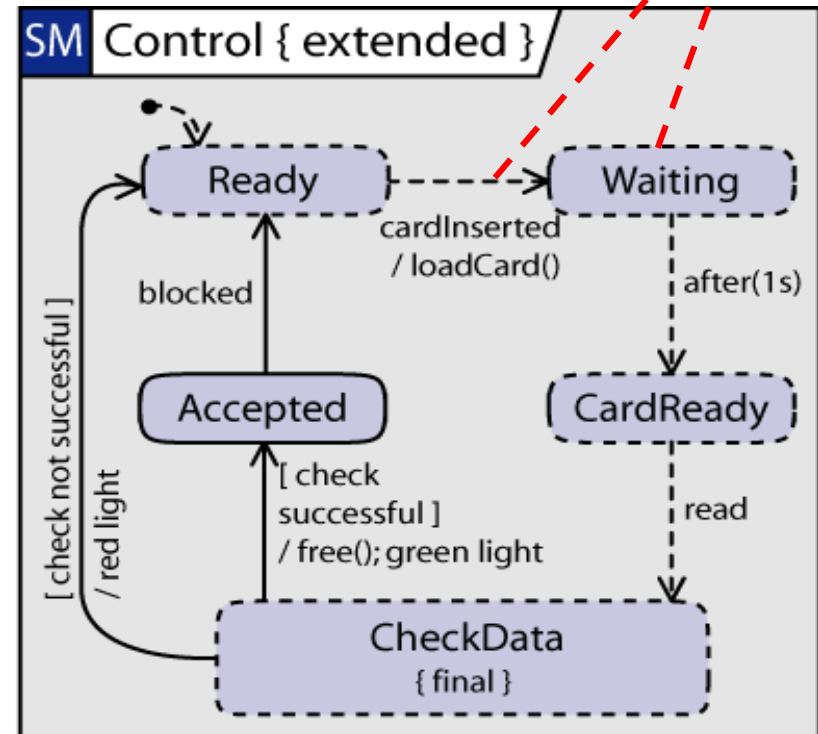 SM Control { extended }
Ready
Waiting
cardInserted
/ loadCard()
blocked
after(1s)
[ check not successful ]
/ red light
Accepted
CardReady
[ check
successful ]
/ free(); green light
read
CheckData
{ final }